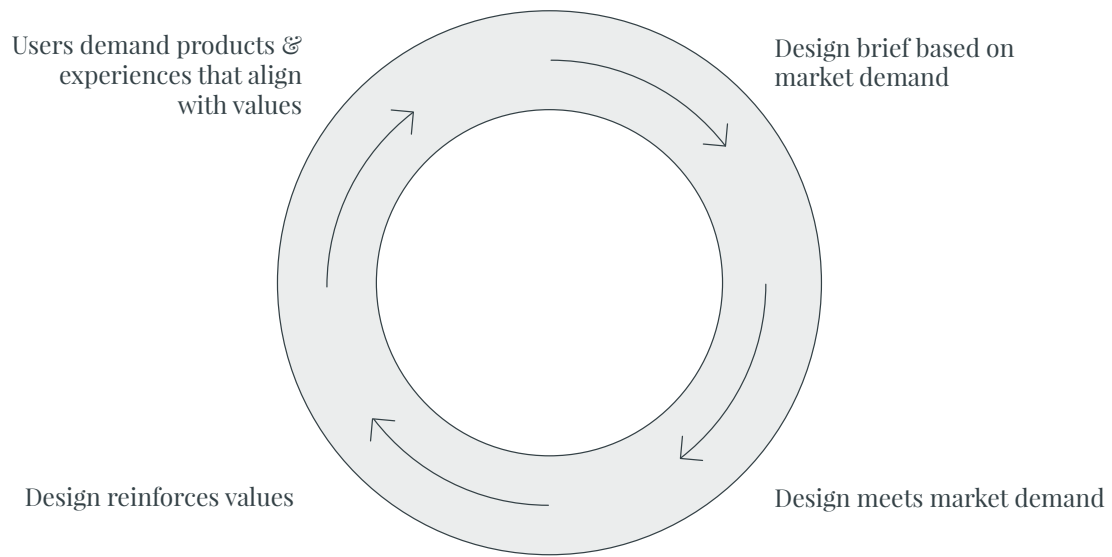 Users demand products &
experiences that align
with values
Design brief based on
market demand
Design reinforces values
Design meets market demand